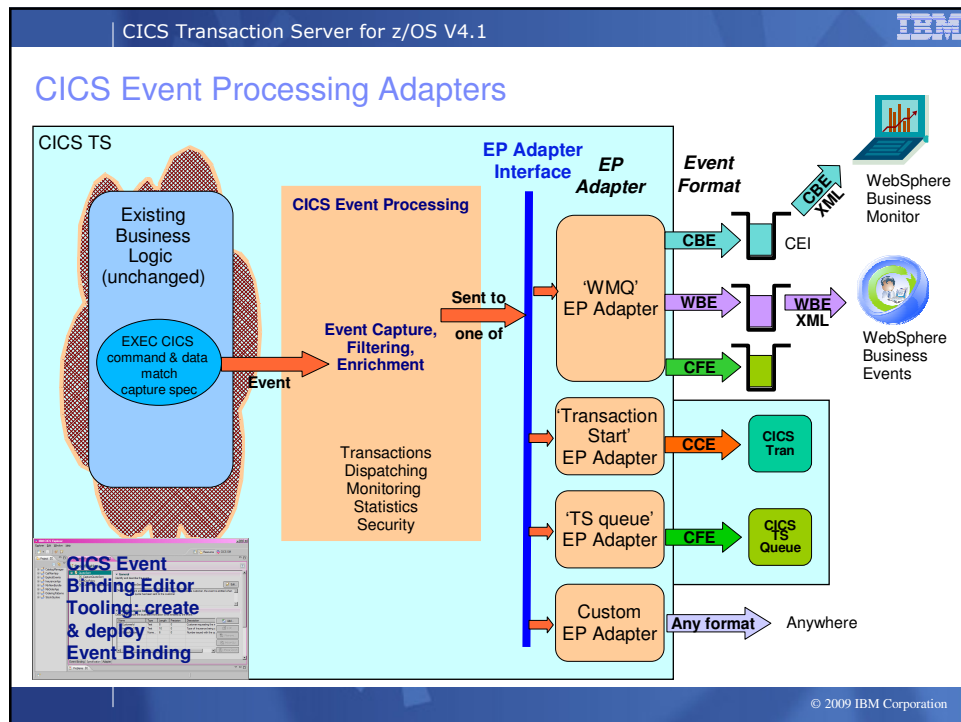 CICS Transaction Server for z/OS V4.1
IBM
CICS Event Processing Adapters
CICS TS
Existing
Business
Logic
(unchanged)
EXEC CICS
command & data
match
capture spec
Event
CICS Event Processing
Event Capture,
Filtering,
Enrichment
Transactions
Dispatching
Monitoring
Statistics
Security
Sent to
one of
EP Adapter
Interface
EP
Adapter
Event
Format
'WMQ'
EP Adapter
CBE
CEI
CBE
XML
WebSphere
Business
Monitor
WBE
WBE
XML
WebSphere
Business
Events
CFE
'Transaction
Start'
EP Adapter
CCE
CICS
Tran
'TS queue'
EP Adapter
CFE
CICS
TS
Queue
Custom
EP Adapter
Any format
Anywhere
CICS Event
Binding Editor
Tooling: create
& deploy
Event Binding
© 2009 IBM Corporation